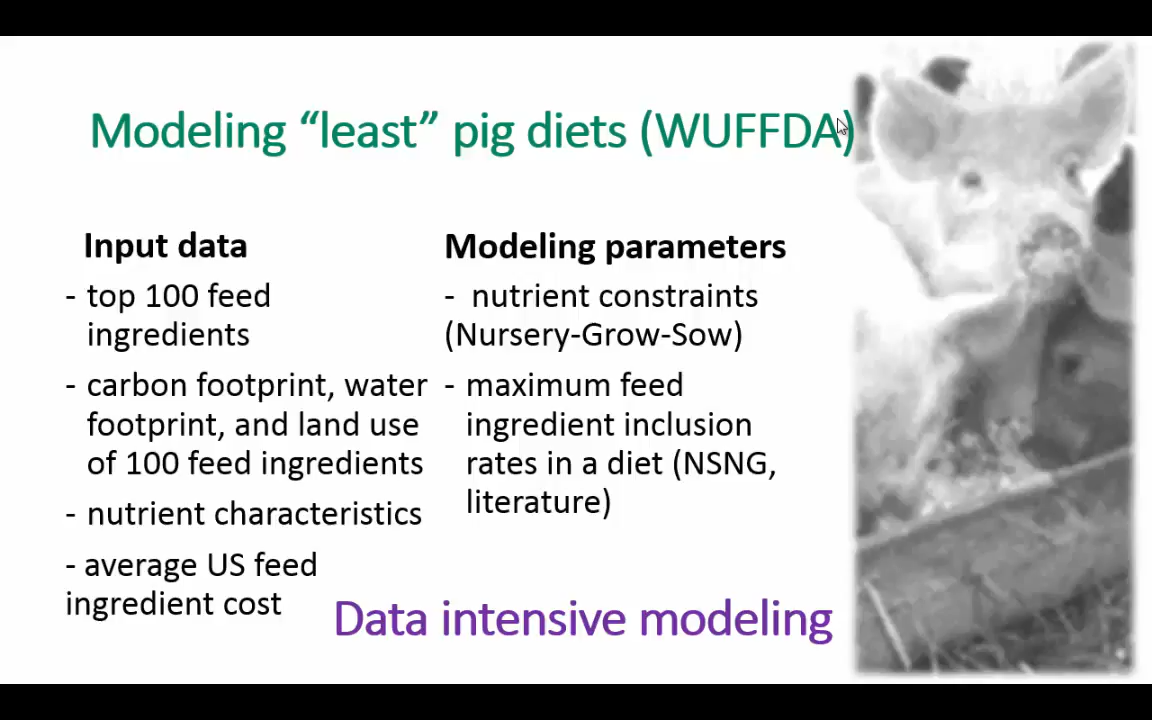 Modeling “least” pig diets (WUFFDA)
Input data
- top 100 feed
ingredients
- carbon footprint, water
footprint, and land use
of 100 feed ingredients
- nutrient characteristics
- average US feed
ingredient cost
Modeling parameters
- nutrient constraints
(Nursery-Grow-Sow)
- maximum feed
ingredient inclusion
rates in a diet (NSNG,
literature)
Data intensive modeling